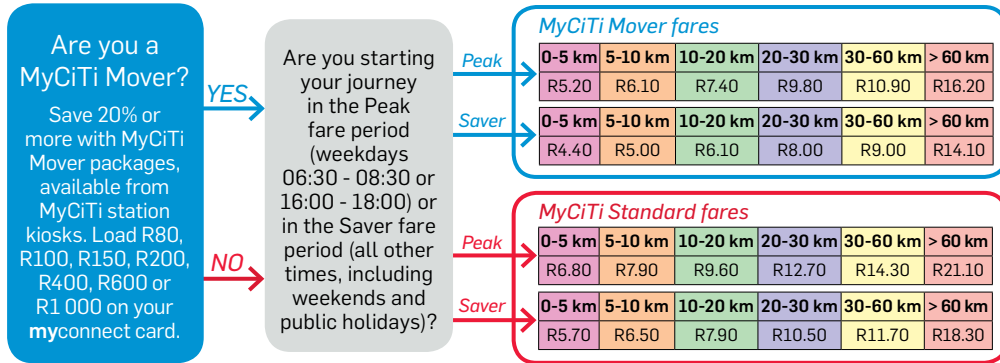 Are you a
MyCiTi Mover?
Save 20% or
more with MyCiTi
Mover packages,
available from
MyCiTi station
kiosks. Load R80,
R100, R150, R200,
R400, R600 or
R1 000 on your
myconnect card.
YES
NO
Are you starting
your journey
in the Peak
fare period
(weekdays
06:30 - 08:30 or
16:00 - 18:00) or
in the Saver fare
period (all other
times, including
weekends and
public holidays)?
MyCiTi Mover fares
Peak
0-5 km 5-10 km 10-20 km 20-30 km 30-60 km > 60 km
R5.20 R6.10 R7.40 R9.80 R10.90 R16.20
Saver
0-5 km 5-10 km 10-20 km 20-30 km 30-60 km > 60 km
R4.40 R5.00 R6.10 R8.00 R9.00 R14.10
MyCiTi Standard fares
Peak
0-5 km 5-10 km 10-20 km 20-30 km 30-60 km > 60 km
R6.80 R7.90 R9.60 R12.70 R14.30 R21.10
Saver
0-5 km 5-10 km 10-20 km 20-30 km 30-60 km > 60 km
R5.70 R6.50 R7.90 R10.50 R11.70 R18.30